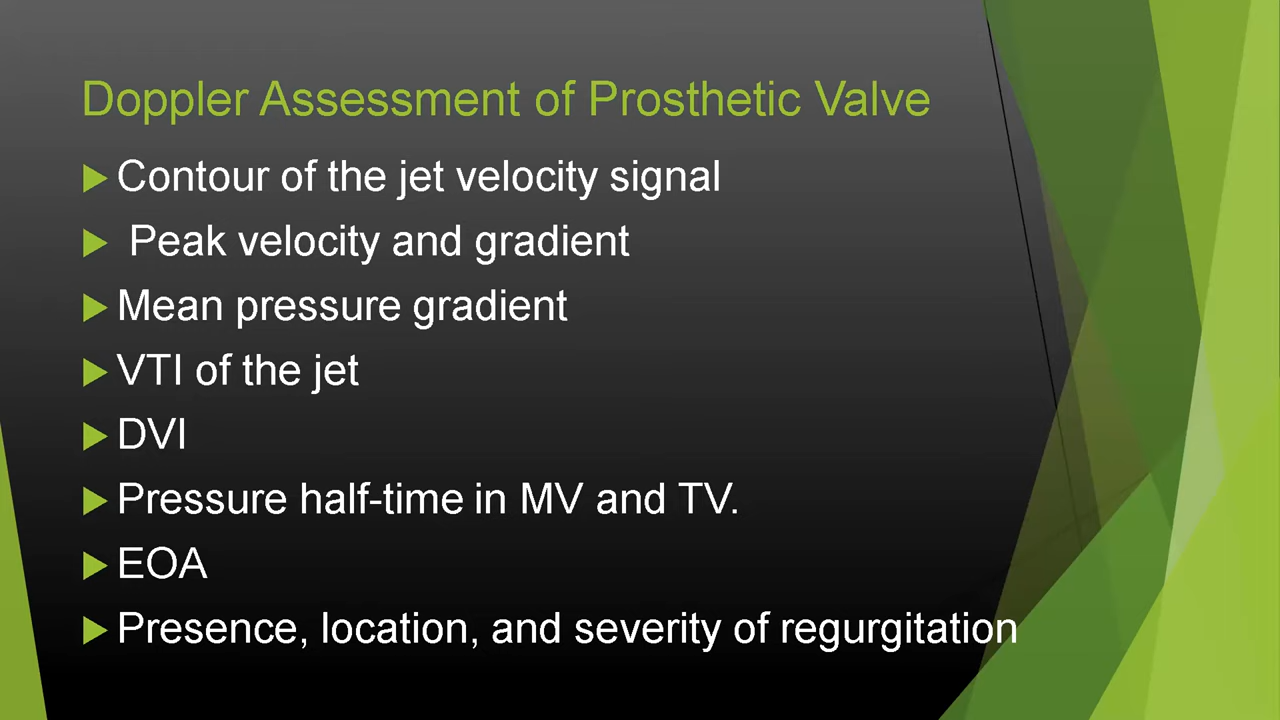 Doppler Assessment of Prosthetic Valve
Contour of the jet velocity signal
Peak velocity and gradient
Mean pressure gradient
VTI of the jet
DVI
Pressure half-time in MV and TV.
EOA
Presence, location, and severity of regurgitation